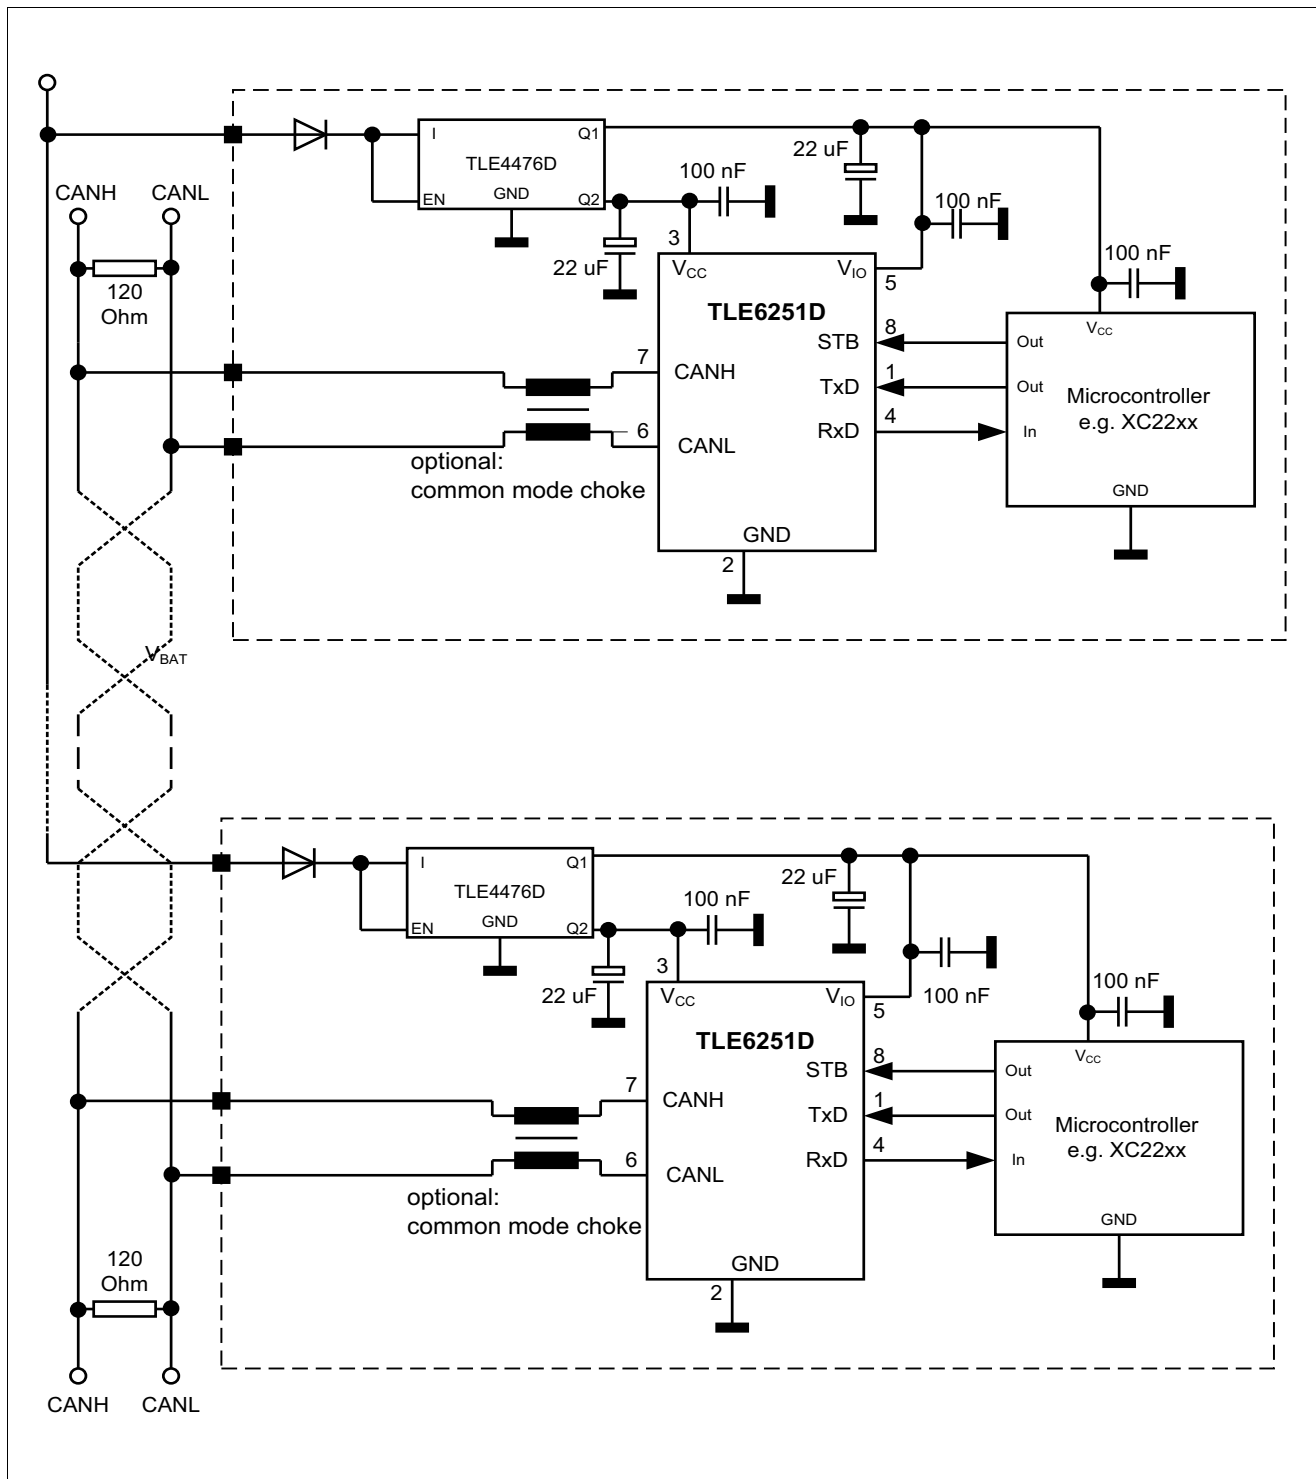 CANH
CANL
120
Ohm
I
Q1
TLE4476D
EN
GND
Q2
22 uF
100 nF
22 uF
100 nF
100 nF
3
VCC
VIO
5
TLE6251D
8
STB
7
CANH
1
TxD
4
RxD
6
CANL
GND
2
optional:
common mode choke
VCC
Out
Out
In
Microcontroller
e.g. XC22xx
GND
VBAT
I
Q1
TLE4476D
EN
GND
Q2
22 uF
100 nF
22 uF
100 nF
100 nF
3
VCC
VIO
5
TLE6251D
8
STB
7
CANH
1
TxD
4
RxD
6
CANL
GND
2
optional:
common mode choke
VCC
Out
Out
In
Microcontroller
e.g. XC22xx
GND
120
Ohm
CANH
CANL